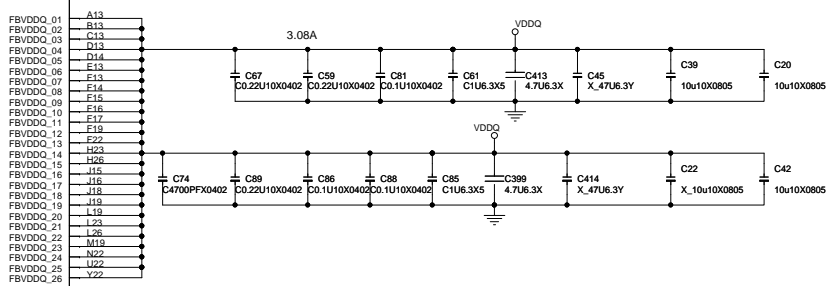 FBVDDQ_01 A13
FBVDDQ_02 B13
FBVDDQ_03 C13
FBVDDQ_04 D13
FBVDDQ_05 D14
FBVDDQ_06 E13
FBVDDQ_07 F13
FBVDDQ_08 F14
FBVDDQ_09 F15
FBVDDQ_10 F16
FBVDDQ_11 F17
FBVDDQ_12 F19
FBVDDQ_13 F22
FBVDDQ_14 H23
FBVDDQ_15 H26
FBVDDQ_16 J15
FBVDDQ_17 J16
FBVDDQ_18 J18
FBVDDQ_19 J19
FBVDDQ_20 L19
FBVDDQ_21 L23
FBVDDQ_22 L26
FBVDDQ_23 M19
FBVDDQ_24 N22
FBVDDQ_25 U22
FBVDDQ_26 Y22
3.08A
VDDQ
C67 C59 C81 C61 C413 C45 C39 C20
C0.22U10X0402 C0.22U10X0402 C0.1U10X0402 C1U6.3X5 4.7U6.3X X_47U6.3Y 10u10X0805 10u10X0805
VDDQ
C74 C89 C86 C88 C85 C399 C414 C22 C42
C4700PFX0402 C0.22U10X0402 C0.1U10X0402 C0.1U10X0402 C1U6.3X5 4.7U6.3X X_47U6.3Y X_10u10X0805 10u10X0805